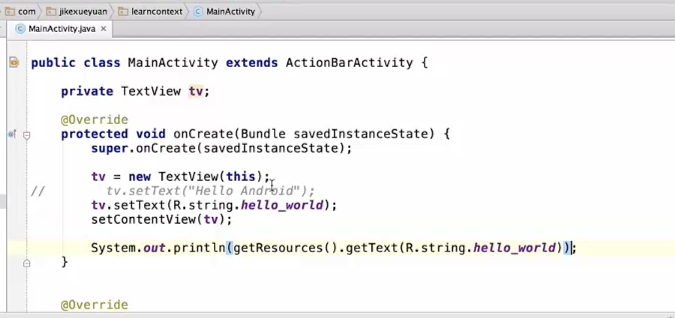 com jikexueyuan learncontext MainActivity
MainActivity.java
public class MainActivity extends ActionBarActivity {
private TextView tv;
@Override
protected void onCreate(Bundle savedInstanceState) {
super.onCreate(savedInstanceState);
tv = new TextView(this);
// tv.setText("Hello Android");
tv.setText(R.string.hello_world);
setContentView(tv);
System.out.println(getResources().getText(R.string.hello_world));
}
@Override